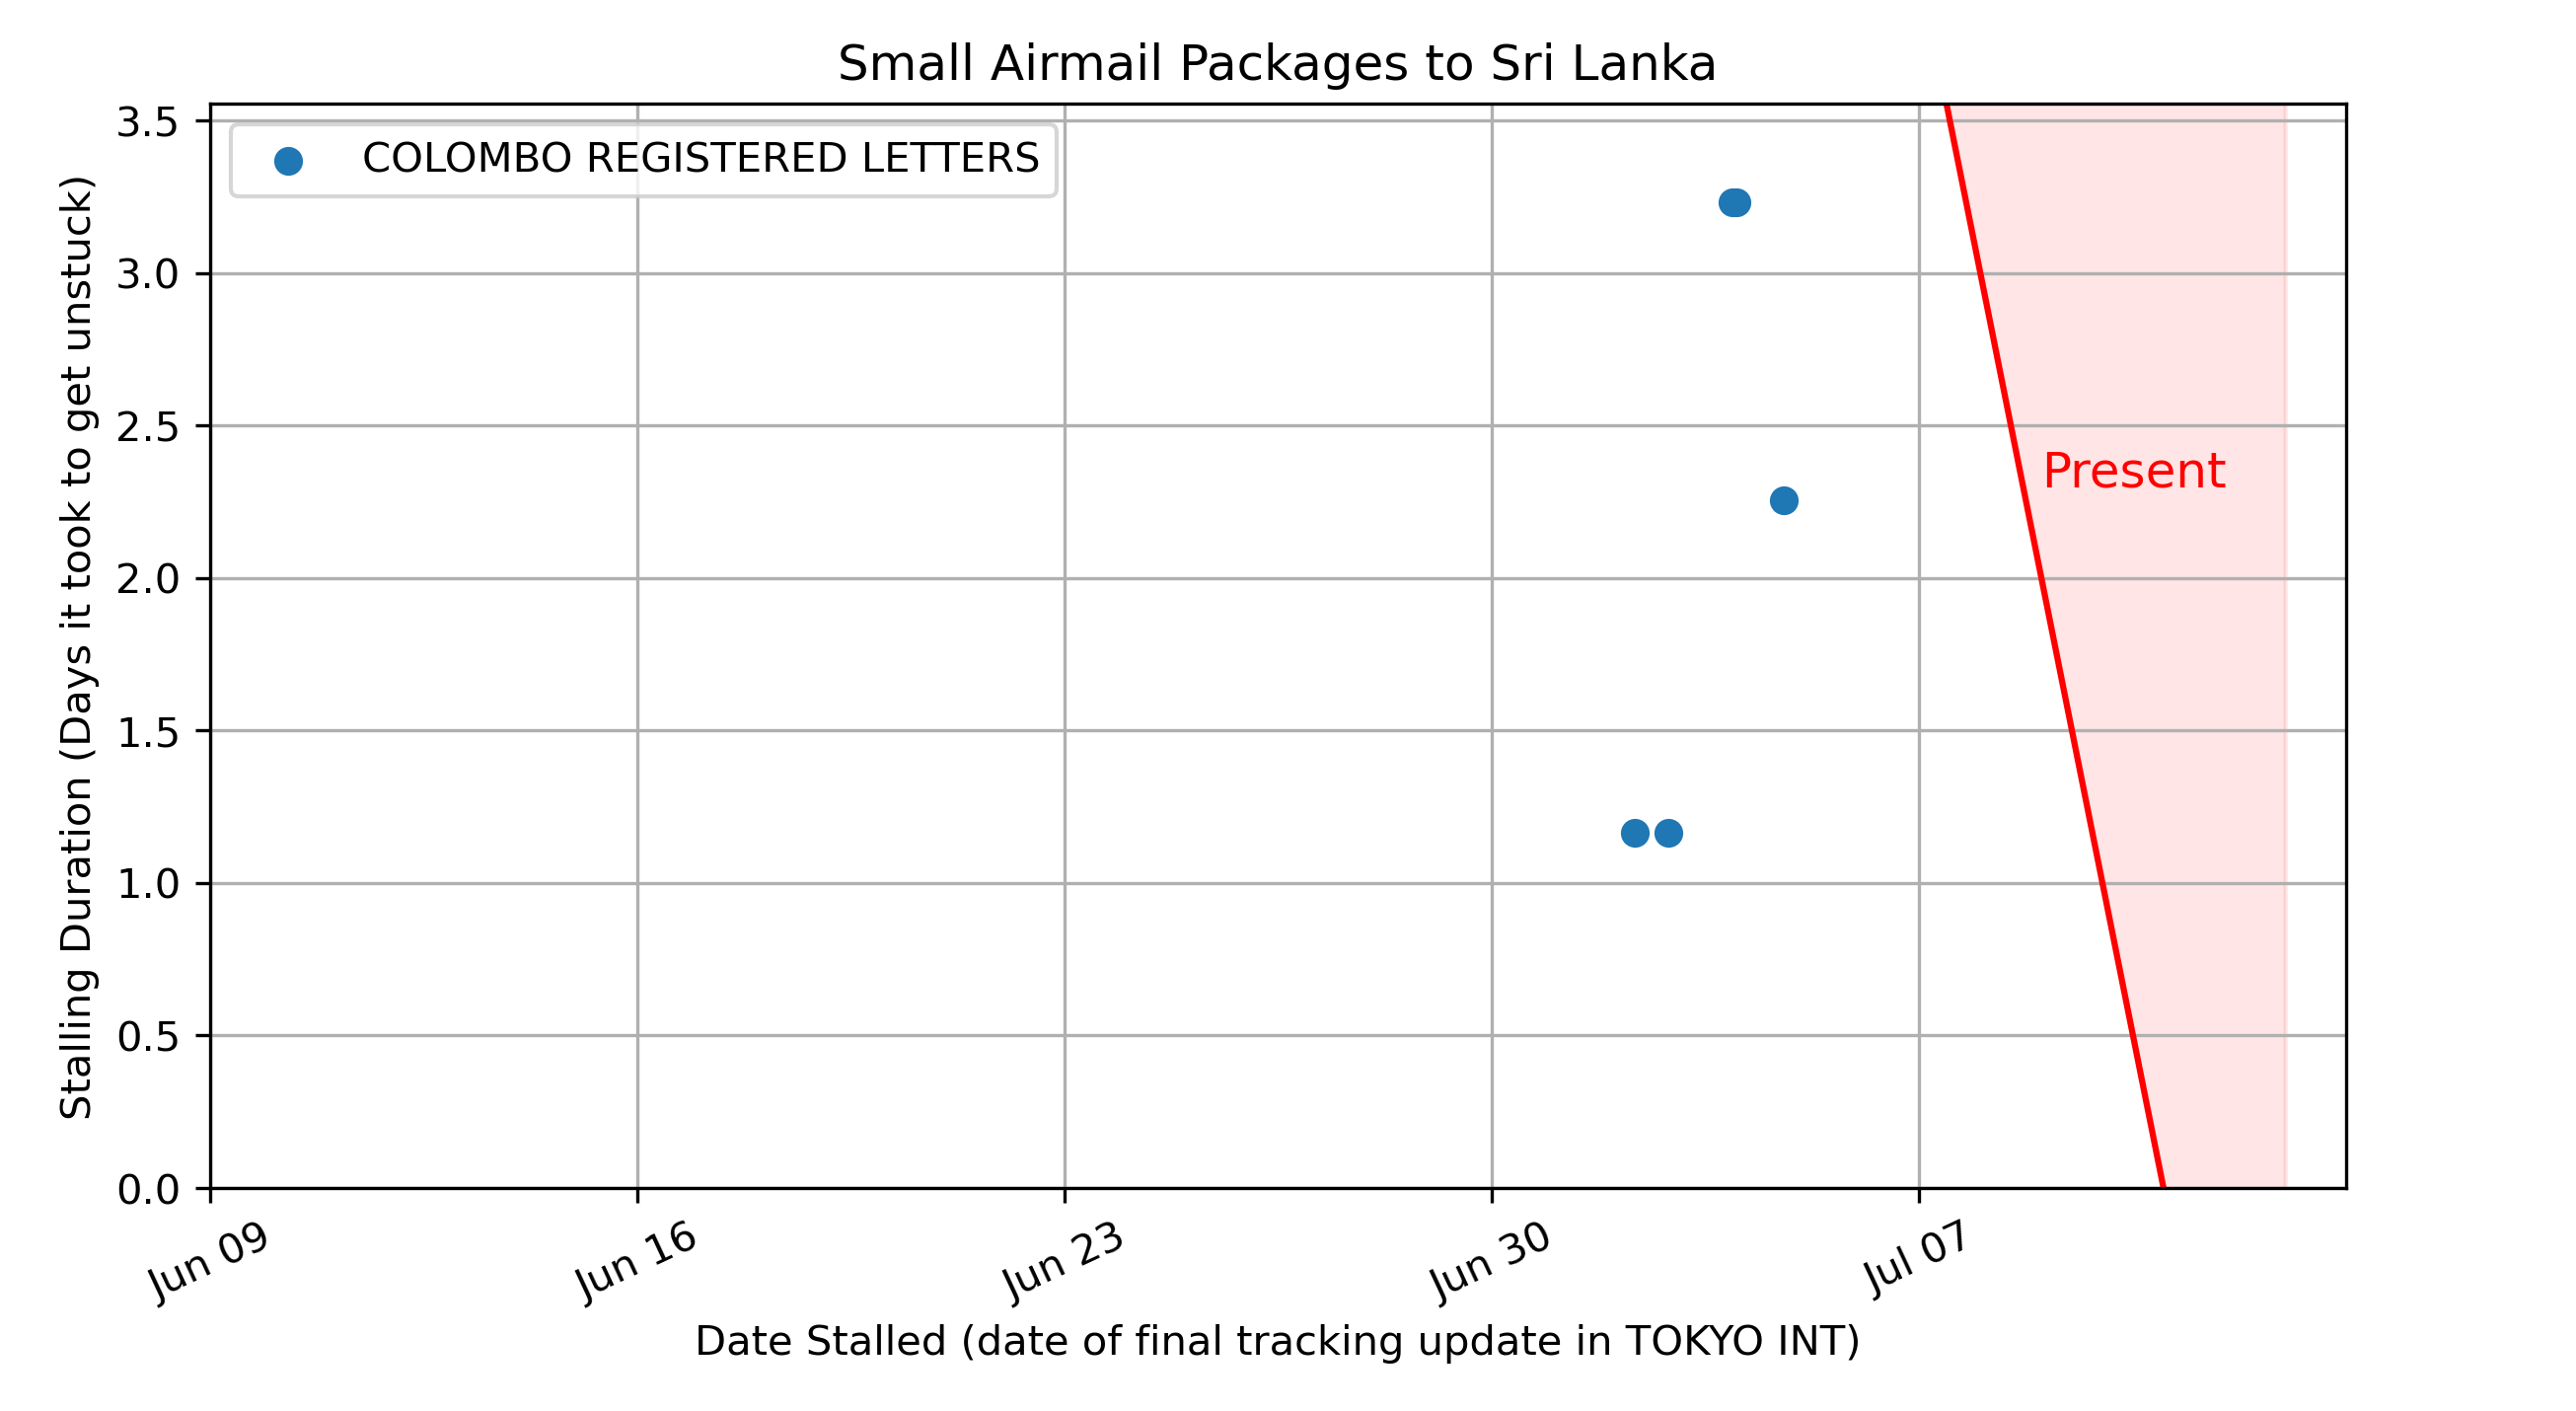 Small Airmail Packages to Sri Lanka
COLOMBO REGISTERED LETTERS
Stalling Duration (Days it took to get unstuck)
3.5
3.0
2.5
2.0
1.5
1.0
0.5
0.0
Present
Jun 09
Jun 16
Jun 23
Jun 30
Jul 07
Date Stalled (date of final tracking update in TOKYO INT)